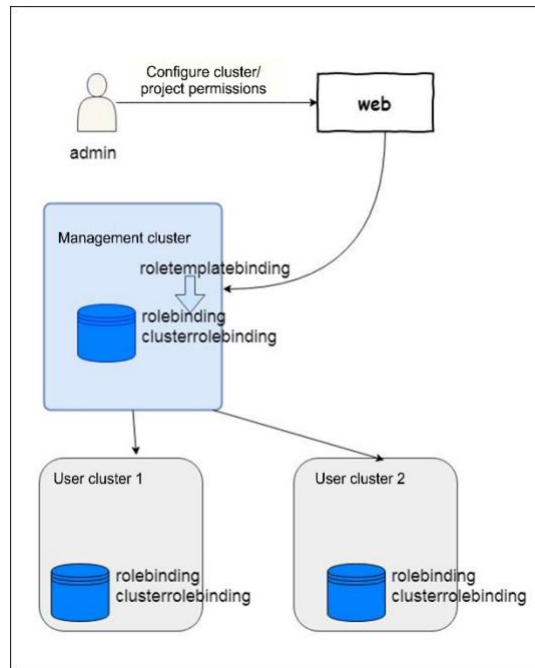 Configure cluster/
project permissions
web
admin
Management cluster
roletemplatebinding
rolebinding
clusterrolebinding
User cluster 1
User cluster 2
rolebinding
clusterrolebinding
rolebinding
clusterrolebinding